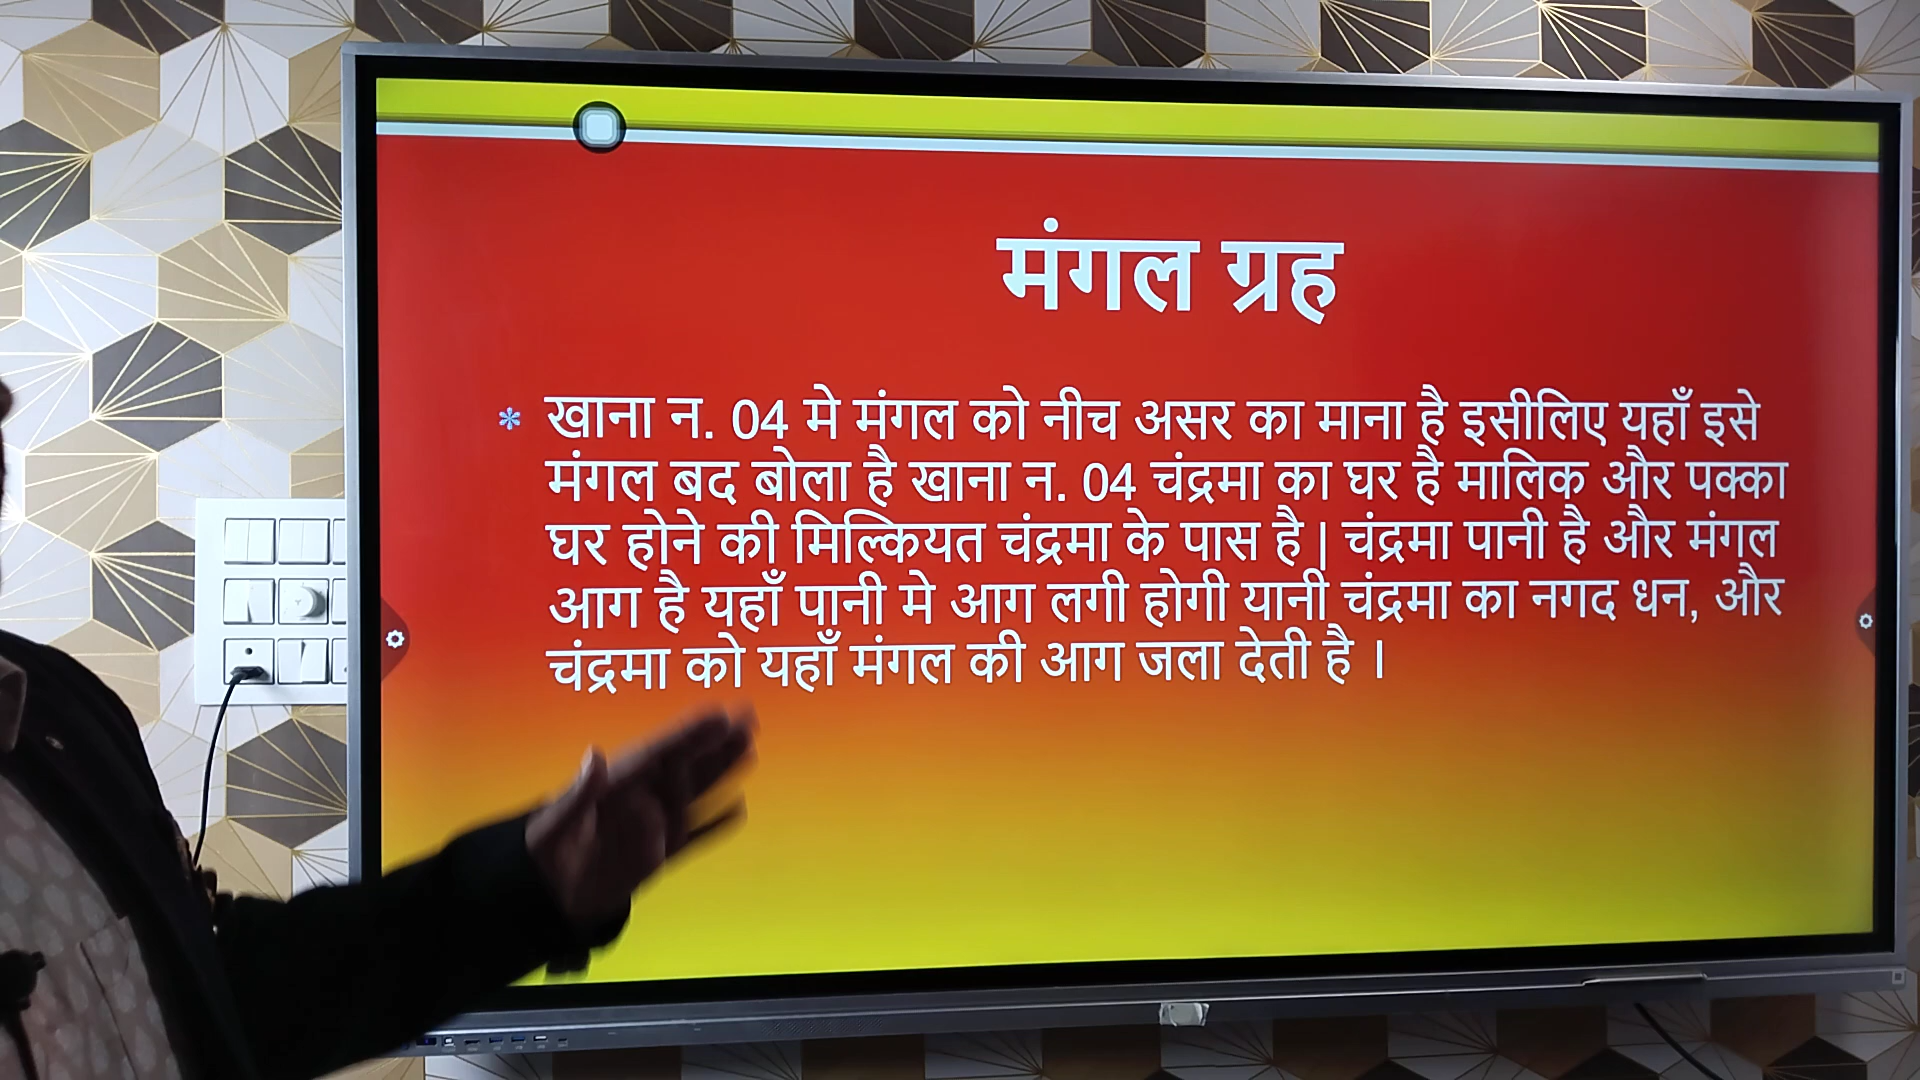 मंगल ग्रह
खाना न. 04 मे मंगल को नीच असर का माना है इसीलिए यहाँ इसे
मंगल बद बोला है खाना न. 04 चंद्रमा का घर है मालिक और पक्का
घर होने की मिल्कियत चंद्रमा के पास है | चंद्रमा पानी है और मंगल
आग है यहाँ पानी मे आग लगी होगी यानी चंद्रमा का नगद धन, और
चंद्रमा को यहाँ मंगल की आग जला देती है ।